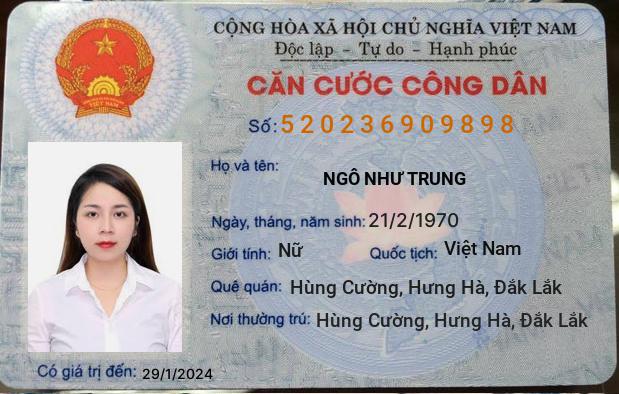 CỘNG HÒA XÃ HỘI CHỦ NGHĨA VIỆT NAM
Độc lập - Tự do - Hạnh phúc
CĂN CƯỚC CÔNG DÂN
Số: 520236909898
Họ và tên:
NGÔ NHƯ TRUNG
Ngày, tháng, năm sinh: 21/2/1970
Giới tính: Nữ Quốc tịch: Việt Nam
Quê quán: Hùng Cường, Hưng Hà, Đắk Lắk
Nơi thường trú: Hùng Cường, Hưng Hà, Đắk Lắk
Có giá trị đến: 29/1/2024
VIỆT NAM